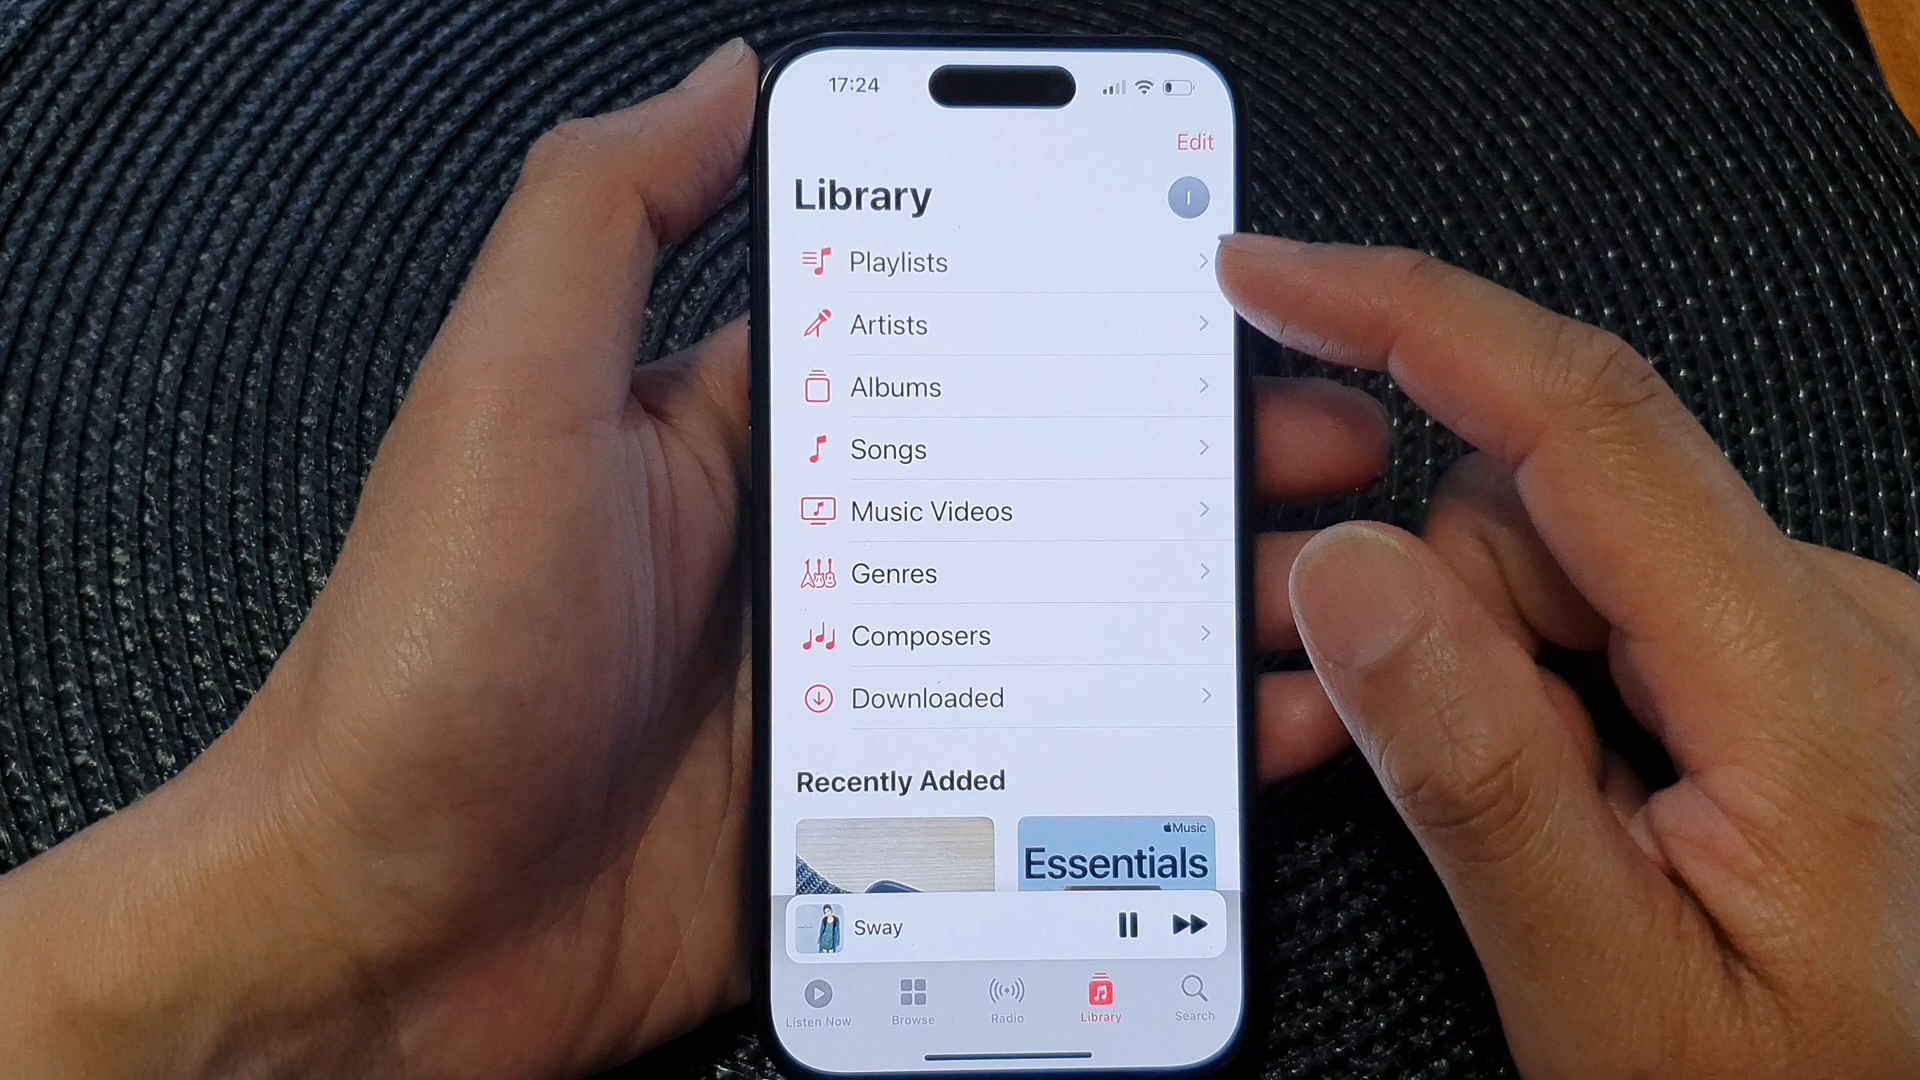 17:24
Edit
Library
I
Playlists
Artists
Albums
Songs
Music Videos
Genres
Composers
Downloaded
Recently Added
Music
Essentials
Sway
Listen Now
Browse
Radio
Library
Search